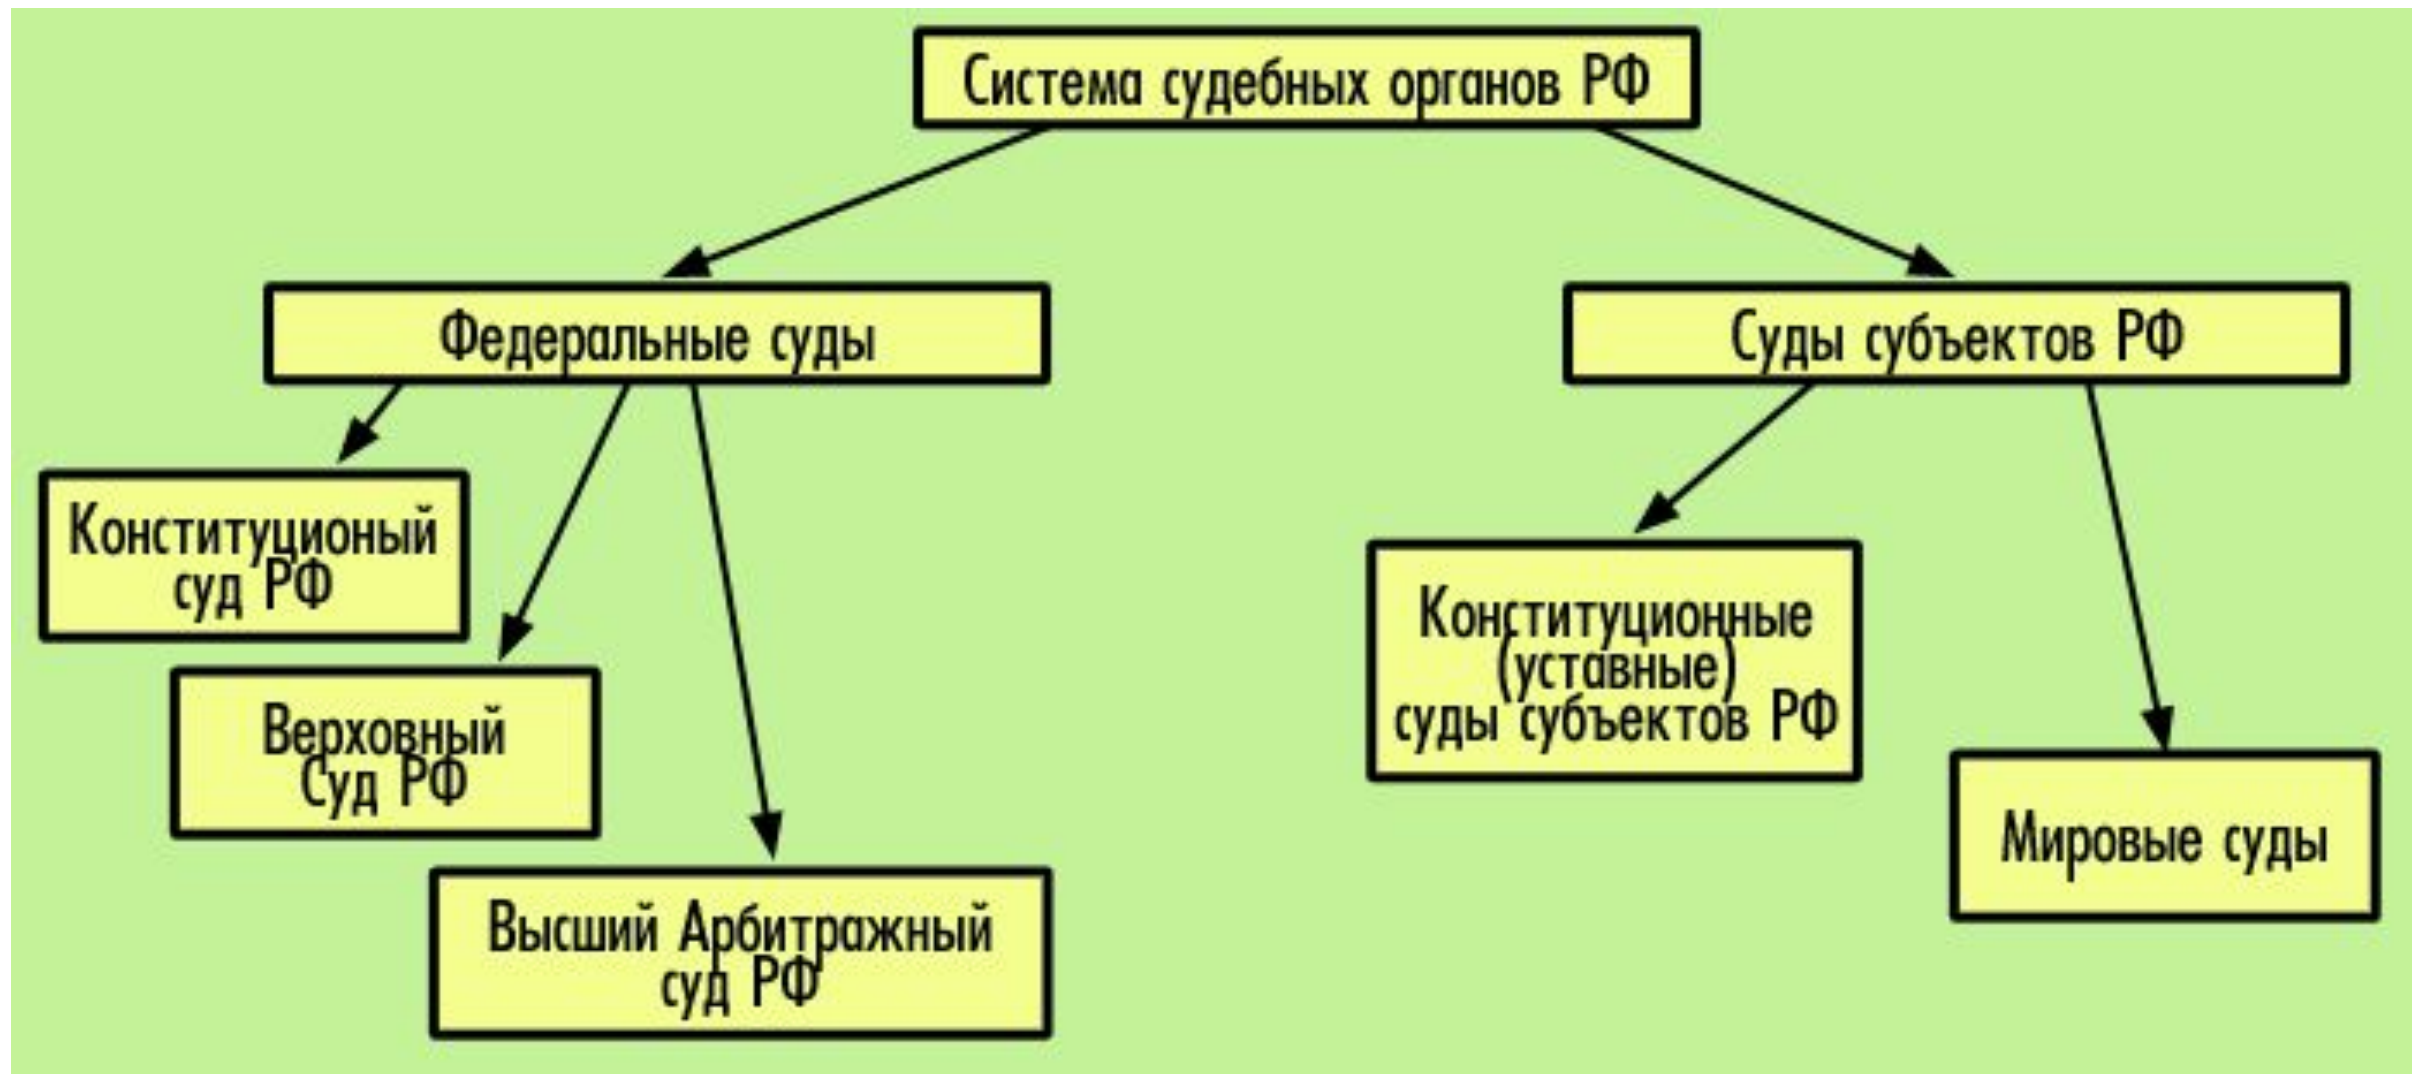 Система судебных органов РФ
Федеральные суды
Суды субъектов РФ
Конституционый
суд РФ
Верховный
Суд РФ
Высший Арбитражный
суд РФ
Конституционные
(уставные)
суды субъектов РФ
Мировые суды